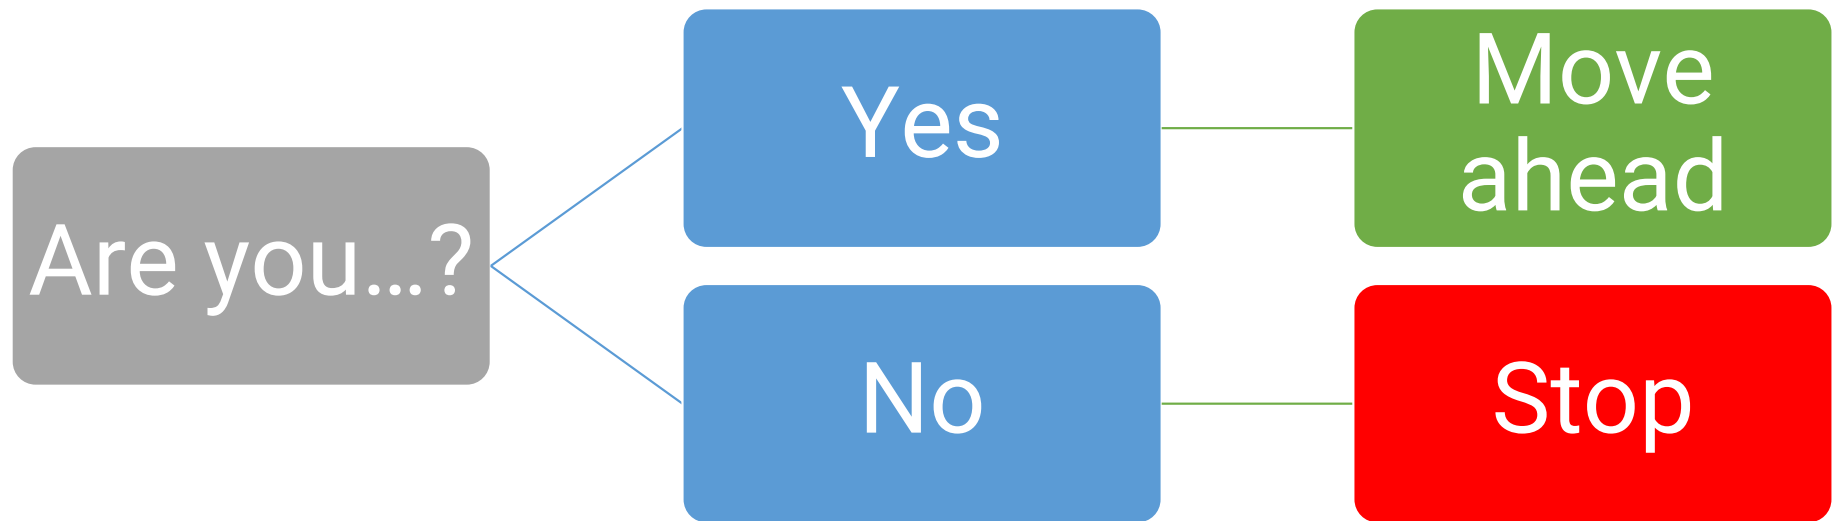 Are you...?
Yes
Move
ahead
No
Stop